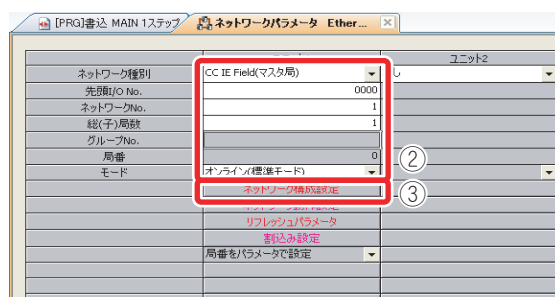 [PRG]書込 MAIN 1ステップ ネットワークパラメータ Ether...
ユニット2
ネットワーク種別 CC IE Field(マスタ局)
先頭I/O No. 0000
ネットワークNo. 1
総(子)局数 1
グループNo.
局番 0
②
モード オンライン(標準モード)
ネットワーク構成設定
③
リフレッシュパラメータ
割込み設定
局番をパラメータで設定